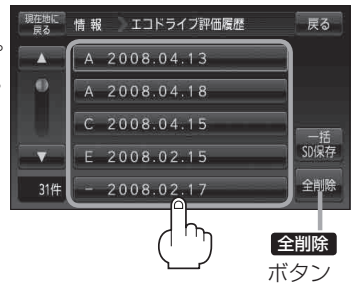 現在地に
戻る
情報 エコドライブ評価履歴
戻る
A 2008.04.13
A 2008.04.18
C 2008.04.15
E 2008.02.15
- 2008.02.17
31件
一括
SD保存
全削除
全削除
ボタン